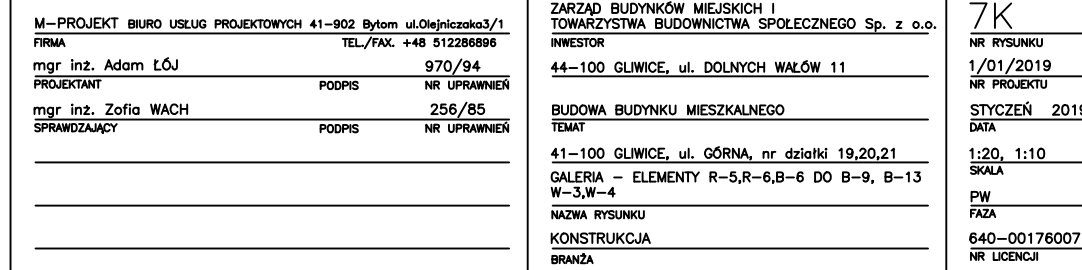 M-PROJEKT BIURO USŁUG PROJEKTOWYCH 41-902 Bytom ul.Olejniczaka3/1
FIRMA TEL./FAX. +48 512286896
mgr inż. Adam ŁÓJ 970/94
PROJEKTANT PODPIS NR UPRAWNIEŃ
mgr inż. Zofia WACH 256/85
SPRAWDZAJĄCY PODPIS NR UPRAWNIEŃ
ZARZĄD BUDYNKÓW MIEJSKICH I
TOWARZYSTWA BUDOWNICTWA SPOŁECZNEGO Sp. z o.o.
INWESTOR
44-100 GLIWICE, ul. DOLNYCH WAŁÓW 11
BUDOWA BUDYNKU MIESZKALNEGO
TEMAT
41-100 GLIWICE, ul. GÓRNA, nr działki 19,20,21
GALERIA - ELEMENTY R-5,R-6,B-6 DO B-9, B-13
W-3,W-4
NAZWA RYSUNKU
KONSTRUKCJA
BRANŻA
7K
NR RYSUNKU
1/01/2019
NR PROJEKTU
STYCZEŃ 2019
DATA
1:20, 1:10
SKALA
PW
FAZA
640-00176007
NR LICENCJI